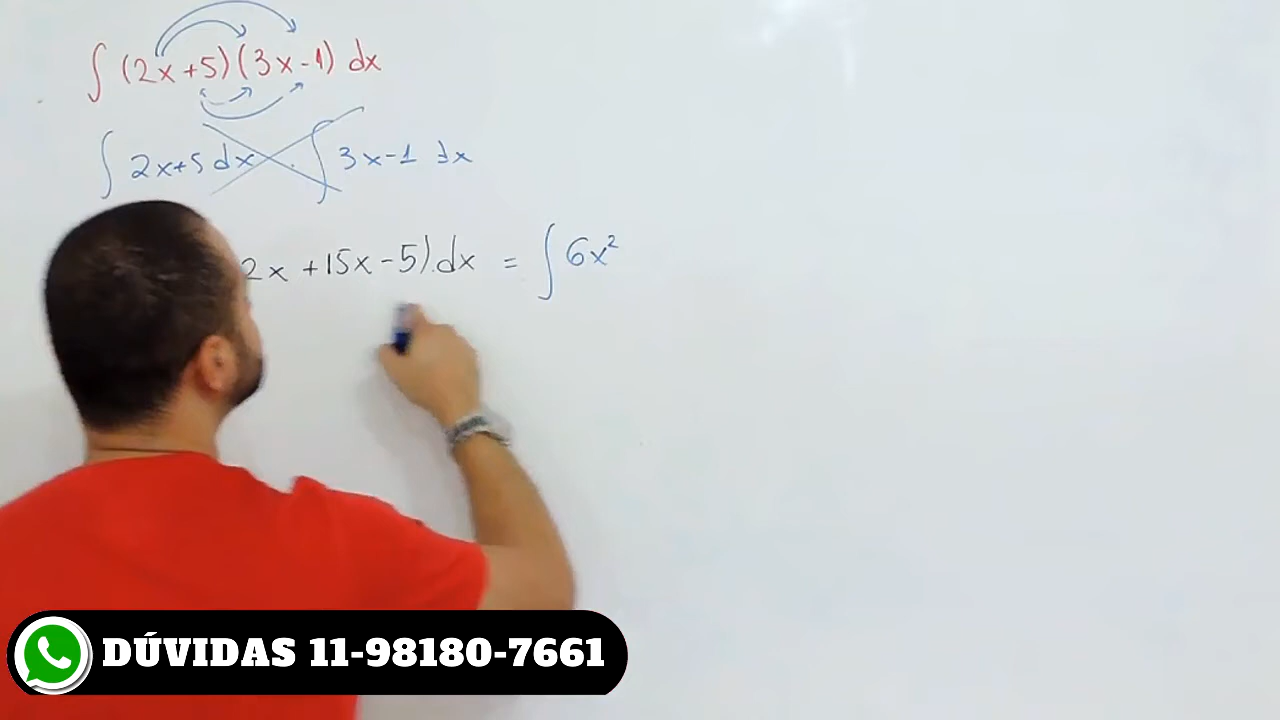 ∫ (2x+5)(3x-1) dx
∫ 2x+5 dx . ∫ 3x-1 dx
2x +15x -5) dx = ∫ 6x²
DÚVIDAS 11-98180-7661